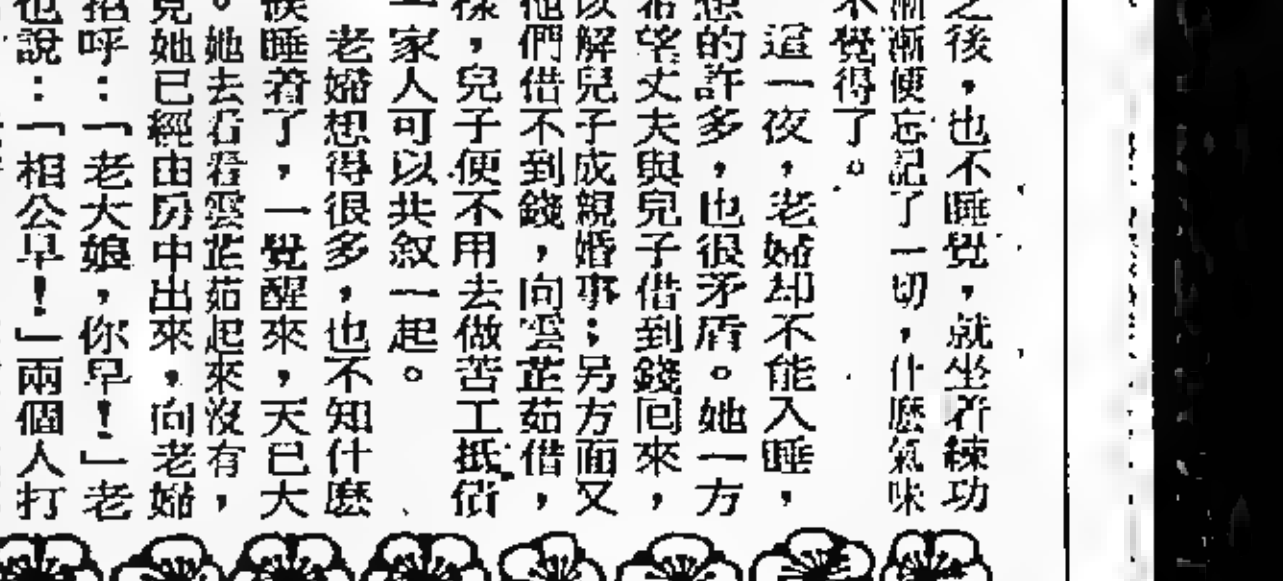 之後，也不睡覺，就坐着練功
漸漸便忘記了一切，什麽氣味
不覺得了。
這一夜，老婦却不能入睡，
想的許多，也很矛盾。她一方
希望丈夫與兒子借到錢囘來，
以解兒子成親婚事；另方面又
他們借不到錢，向雲芷茹借，
樣，兒子便不用去做苦工抵債
一家人可以共敘一起。
老婦想得很多，也不知什麽
候睡着了，一覺醒來，天已大
。她去看看雲芷茹起來沒有，
見她已經由房中出來，向老婦
招呼：「老大娘，你早！」老
也說：「相公早！」兩個人打